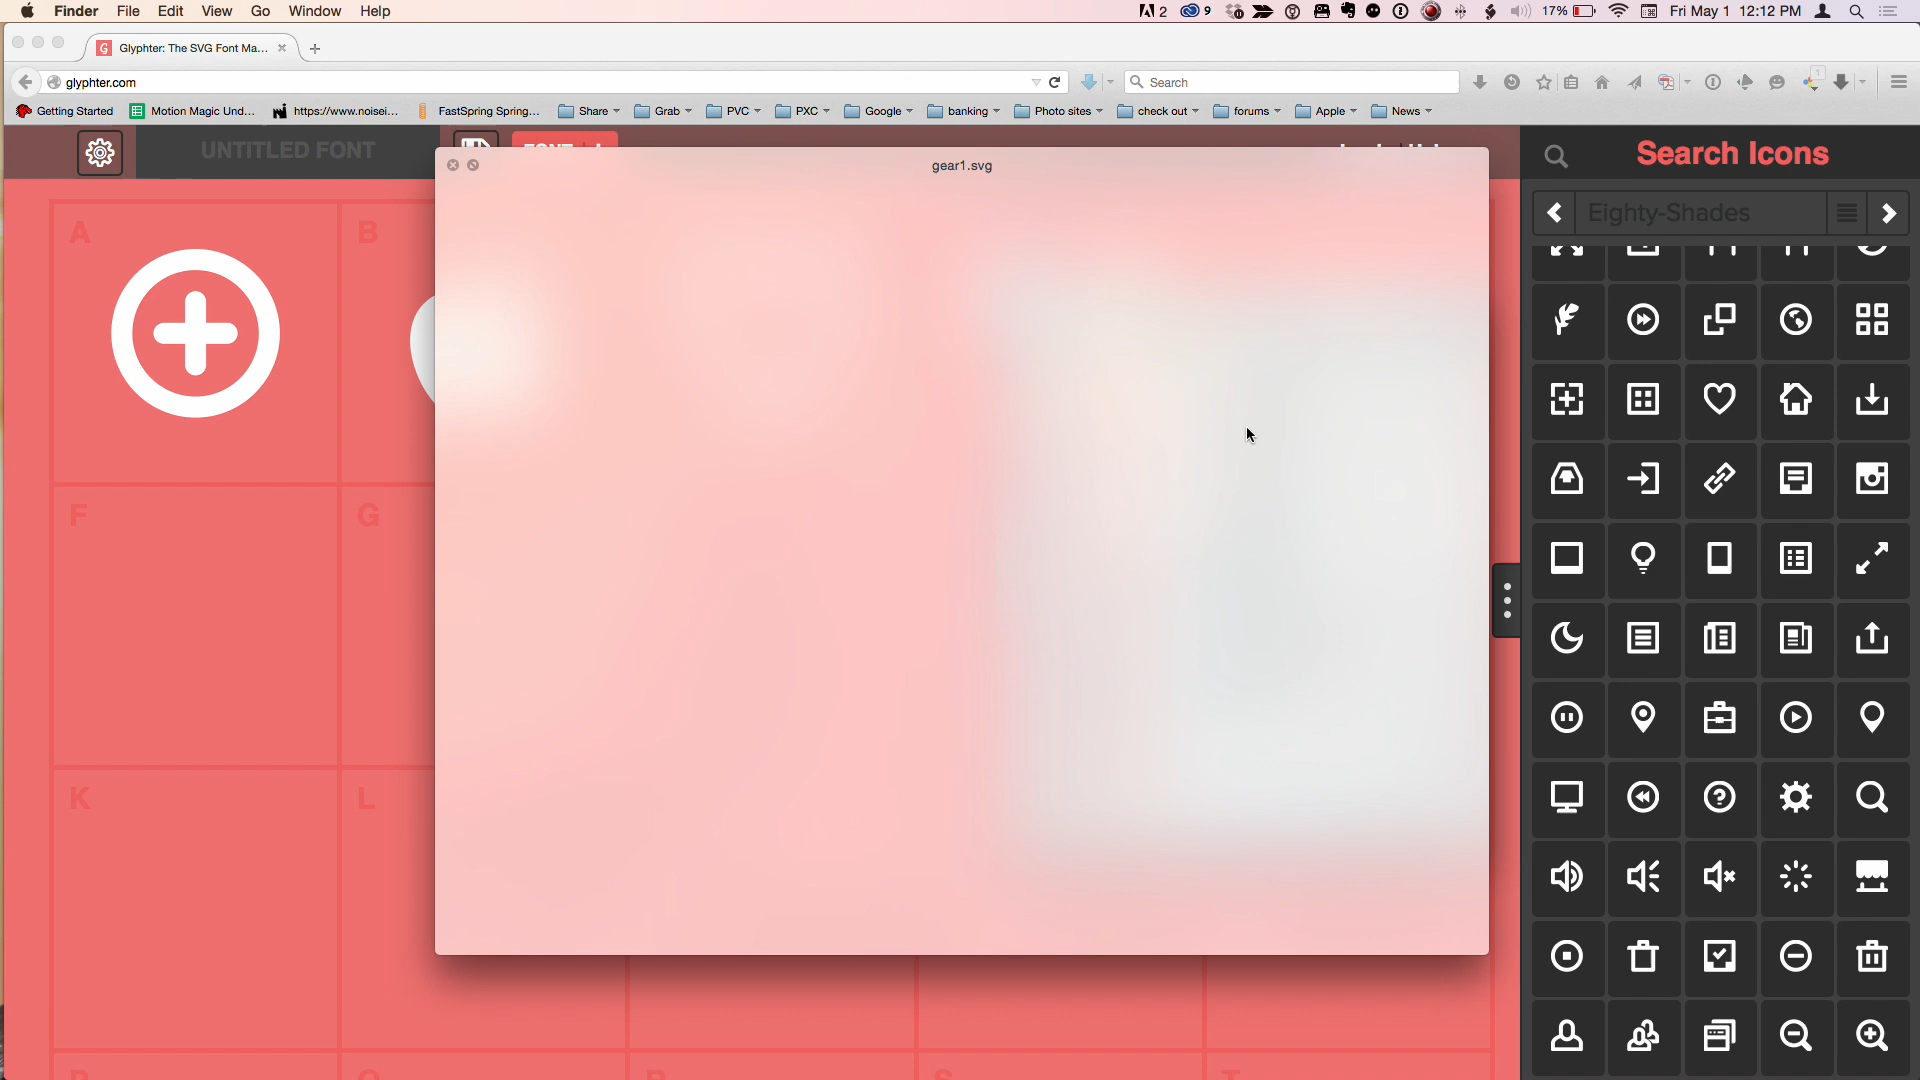 Finder File Edit View Go Window Help 2 9 17% Fri May 1 12:12 PM
Glyphter: The SVG Font Ma...
glyphter.com Search 1
Getting Started Motion Magic Und... https://www.noisei... FastSpring Spring... Share Grab PVC PXC Google banking Photo sites check out forums Apple News
UNTITLED FONT Search Icons
gear1.svg
Eighty-Shades
A B
F G
K L